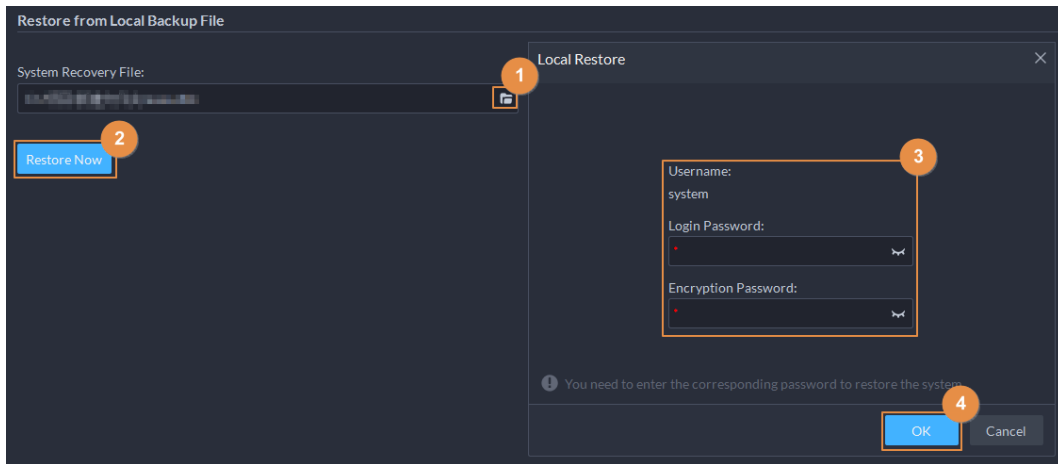 Restore from Local Backup File
System Recovery File:
1
2
Restore Now
Local Restore
3
Username:
system
Login Password:
*
Encryption Password:
*
You need to enter the corresponding password to restore the system.
4
OK
Cancel